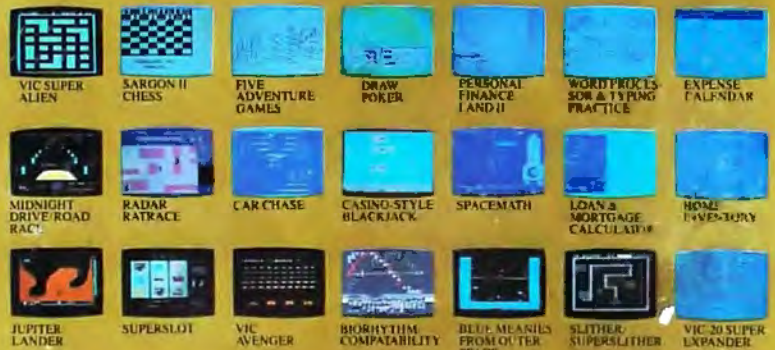 VIC SUPER
ALIEN
SARGON II
CHESS
FIVE
ADVENTURE
GAMES
DRAW
POKER
PERSONAL
FINANCE
I AND II
WORD PROCES-
SOR & TYPING
PRACTICE
EXPENSE
CALENDAR
MIDNIGHT
DRIVE/ROAD
RACE
RADAR
RATRACE
CAR CHASE
CASINO-STYLE
BLACKJACK
SPACEMATH
LOAN &
MORTGAGE
CALCULATOR
HOME
INVENTORY
JUPITER
LANDER
SUPERSLOT
VIC
AVENGER
BIORHYTHM
COMPATABILITY
BLUE MEANIES
FROM OUTER
SLITHER/
SUPERSLITHER
VIC-20 SUPER
EXPANDER